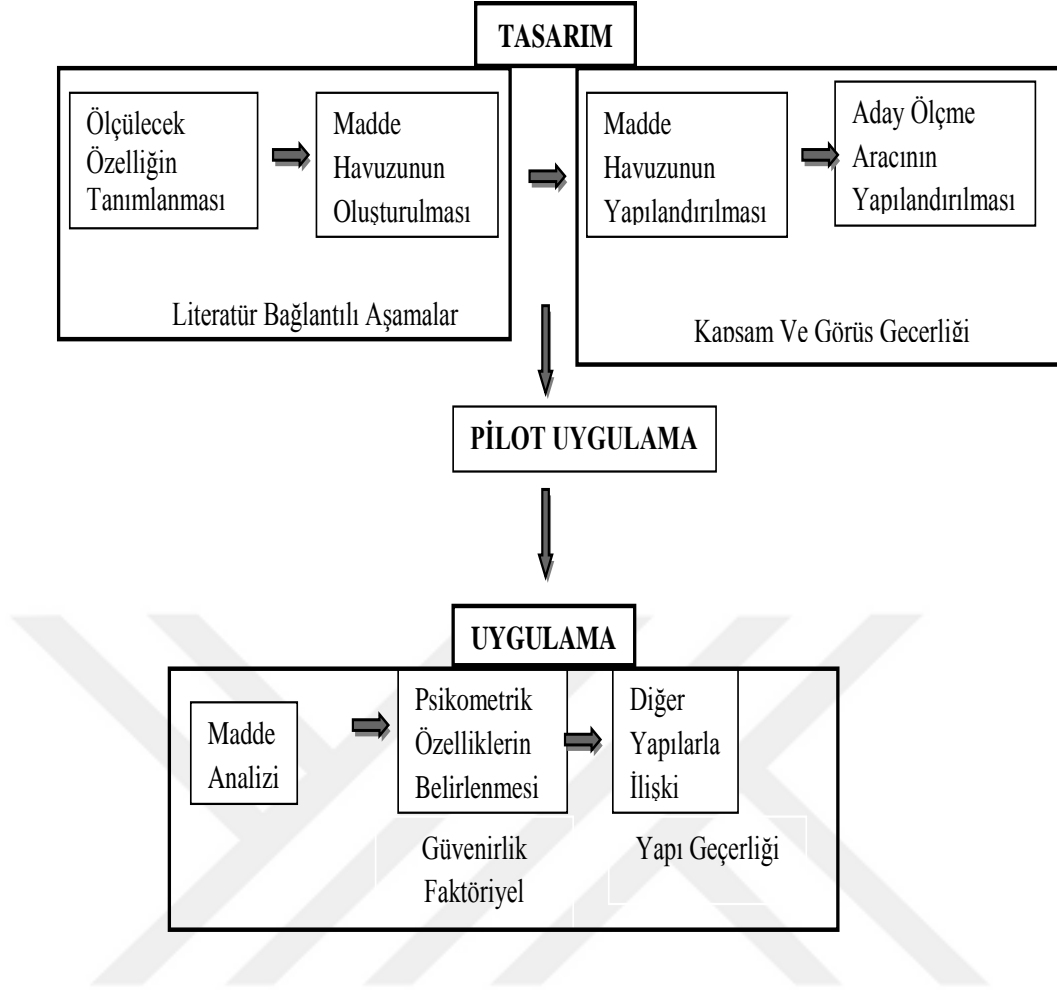 TASARIM
Ölçülecek
Özelliğin
Tanımlanması
Madde
Havuzunun
Oluşturulması
Literatür Bağlantılı Aşamalar
Madde
Havuzunun
Yapılandırılması
Aday Ölçme
Aracının
Yapılandırılması
Kapsam Ve Görüş Geçerliği
PİLOT UYGULAMA
UYGULAMA
Madde
Analizi
Psikometrik
Özelliklerin
Belirlenmesi
Güvenirlik
Faktöriyel
Diğer
Yapılarla
İlişki
Yapı Geçerliği